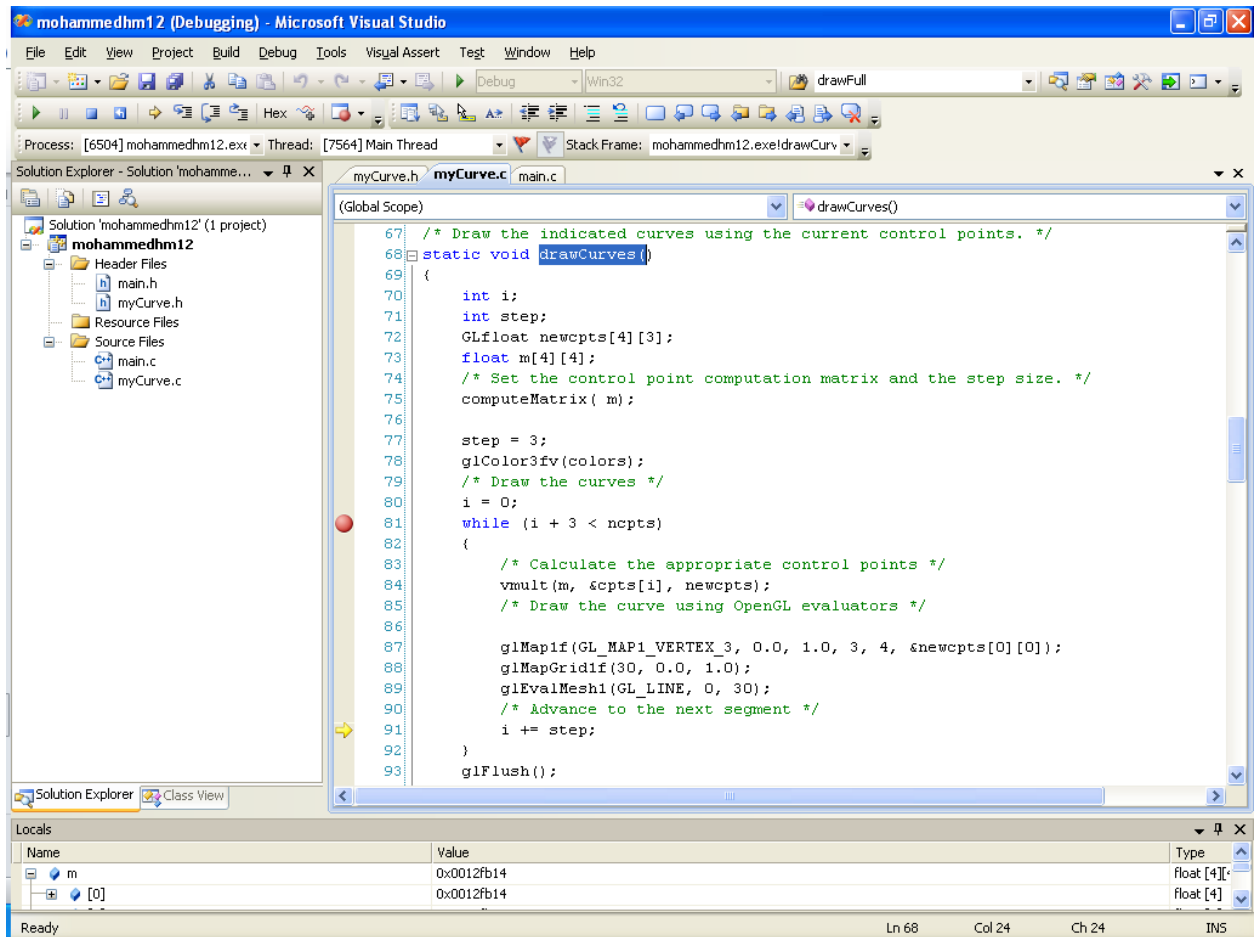 mohammedhm12 (Debugging) - Microsoft Visual Studio
File Edit View Project Build Debug Tools Visual Assert Test Window Help
Debug Win32 drawFull
Hex
Process: [6504] mohammedhm12.exe Thread: [7564] Main Thread Stack Frame: mohammedhm12.exe!drawCurv
Solution Explorer - Solution 'mohamme...
myCurve.h myCurve.c main.c
(Global Scope) drawCurves()
Solution 'mohammedhm12' (1 project)
mohammedhm12
Header Files
main.h
myCurve.h
Resource Files
Source Files
main.c
myCurve.c
67 /* Draw the indicated curves using the current control points. */
68 static void drawCurves()
69 {
70 int i;
71 int step;
72 GLfloat newcpts[4][3];
73 float m[4][4];
74 /* Set the control point computation matrix and the step size. */
75 computeMatrix( m);
76
77 step = 3;
78 glColor3fv(colors);
79 /* Draw the curves */
80 i = 0;
81 while (i + 3 < ncpts)
82 {
83 /* Calculate the appropriate control points */
84 vmult(m, &cpts[i], newcpts);
85 /* Draw the curve using OpenGL evaluators */
86
87 glMap1f(GL_MAP1_VERTEX_3, 0.0, 1.0, 3, 4, &newcpts[0][0]);
88 glMapGrid1f(30, 0.0, 1.0);
89 glEvalMesh1(GL_LINE, 0, 30);
90 /* Advance to the next segment */
91 i += step;
92 }
93 glFlush();
Solution Explorer Class View
Locals
Name Value Type
m 0x0012fb14 float [4][
[0] 0x0012fb14 float [4]
Ready Ln 68 Col 24 Ch 24 INS